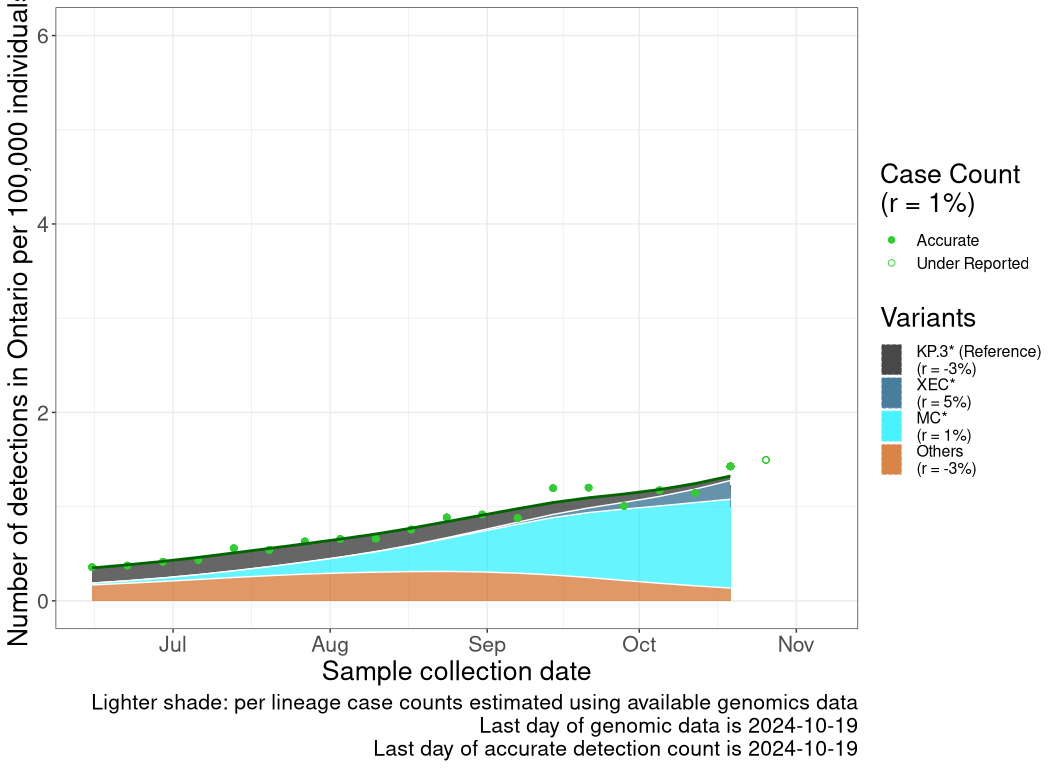 Number of detections in Ontario per 100,000 individuals
6
4
2
0
Jul
Aug
Sep
Oct
Nov
Sample collection date
Lighter shade: per lineage case counts estimated using available genomics data
Last day of genomic data is 2024-10-19
Last day of accurate detection count is 2024-10-19
Case Count
(r = 1%)
Accurate
Under Reported
Variants
KP.3* (Reference)
(r = -3%)
XEC*
(r = 5%)
MC*
(r = 1%)
Others
(r = -3%)